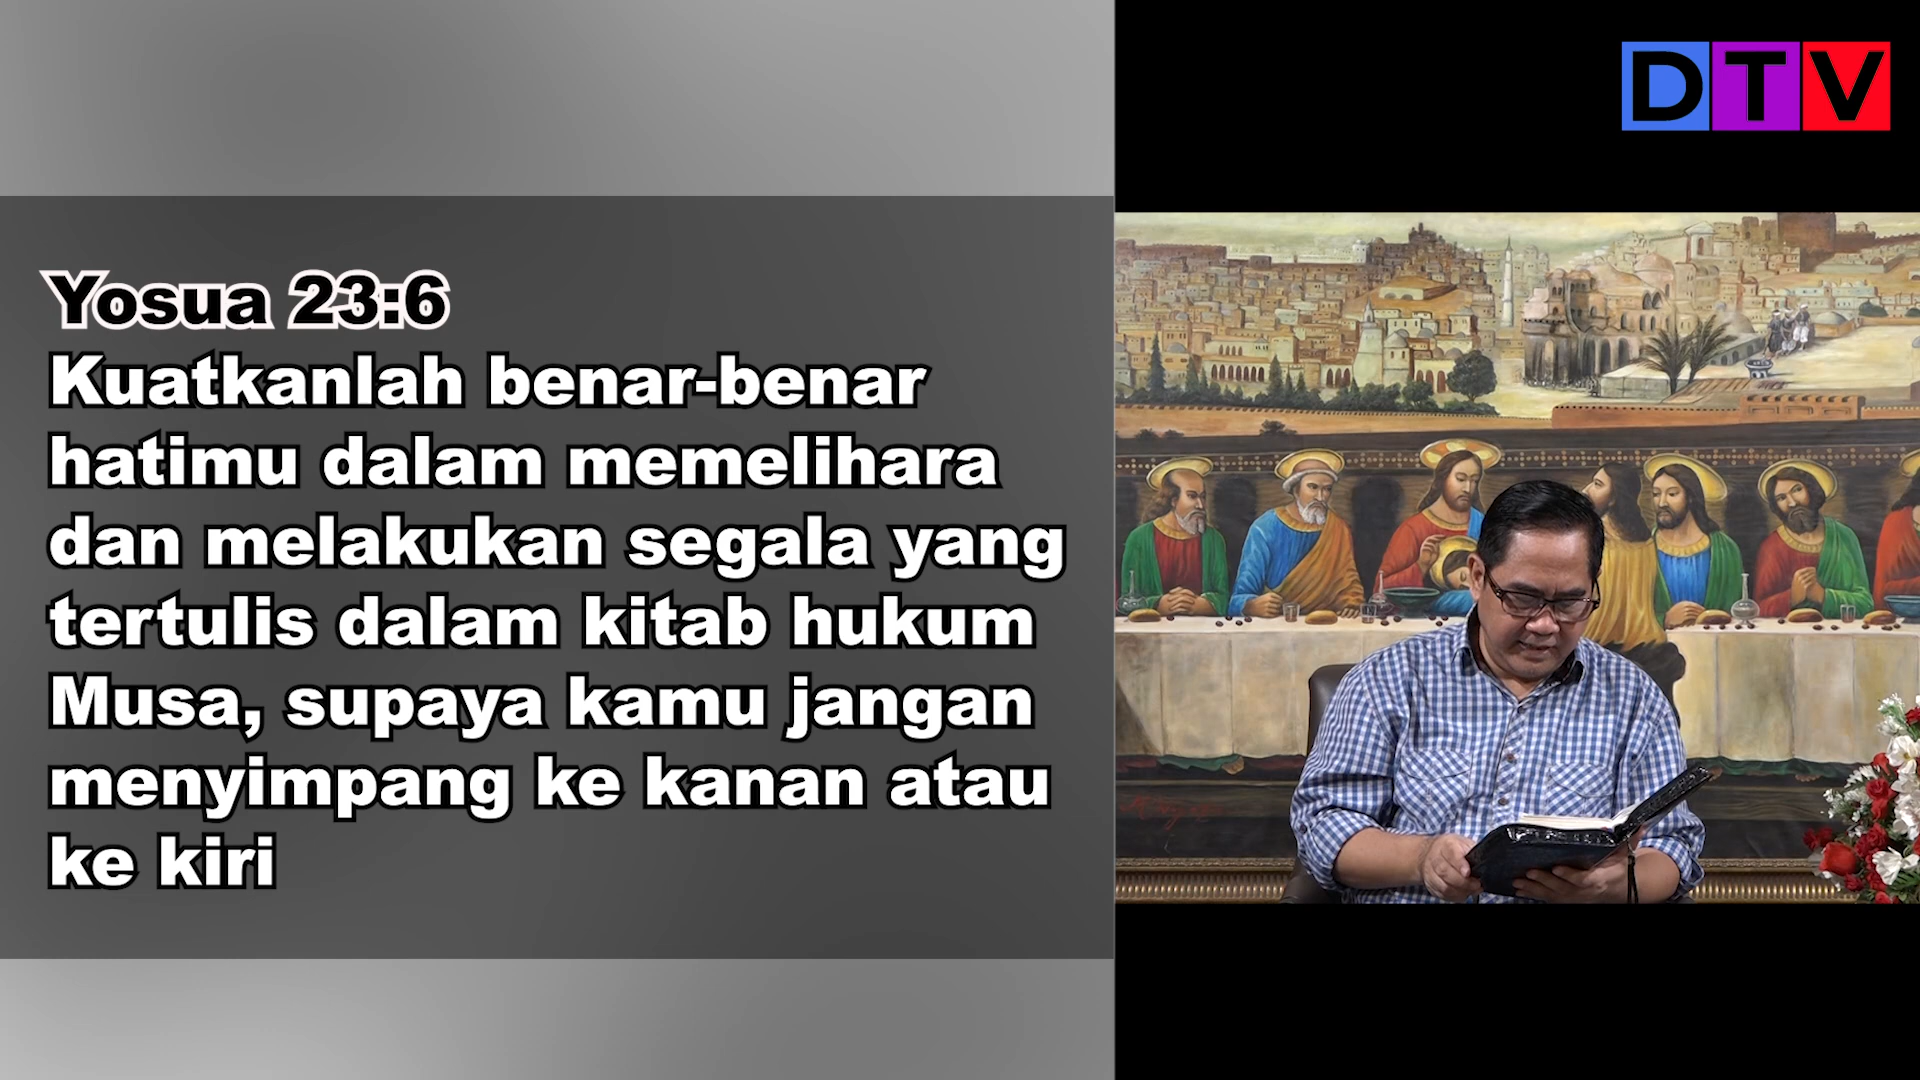 Yosua 23:6
Kuatkanlah benar-benar
hatimu dalam memelihara
dan melakukan segala yang
tertulis dalam kitab hukum
Musa, supaya kamu jangan
menyimpang ke kanan atau
ke kiri
DTV